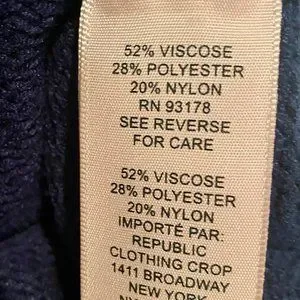 52% VISCOSE
28% POLYESTER
20% NYLON
RN 93178
SEE REVERSE
FOR CARE
52% VISCOSE
28% POLYESTER
20% NYLON
IMPORTÉ PAR.
REPUBLIC
CLOTHING CROP
1411 BROADWAY
NEW YORK